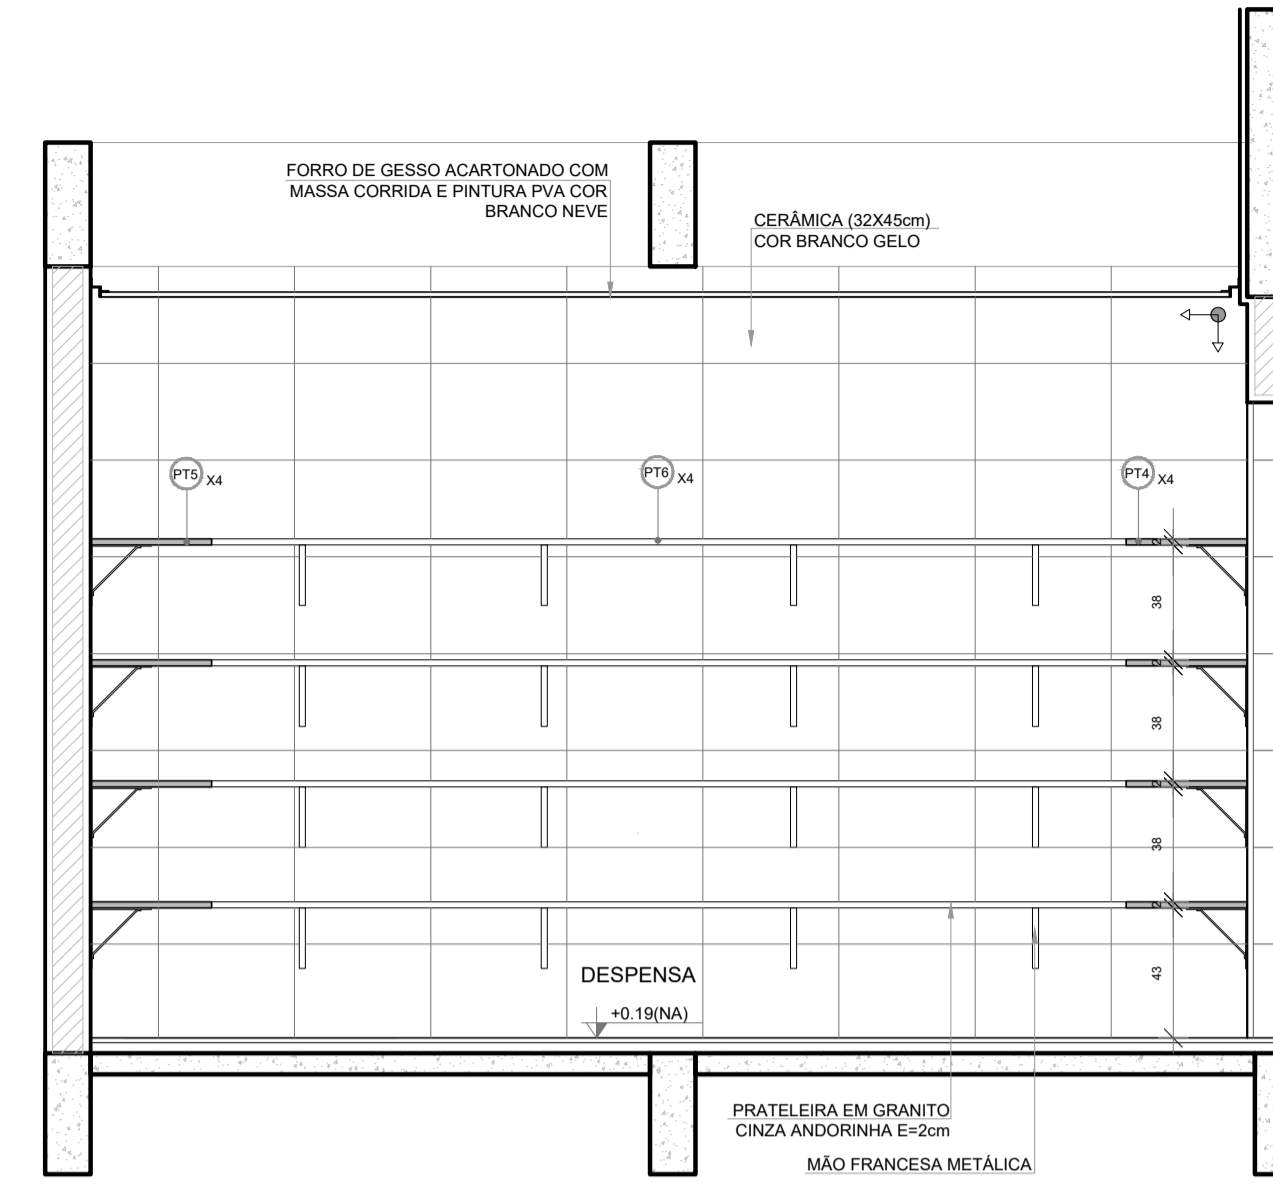 FORRO DE GESSO ACARTONADO COM
MASSA CORRIDA E PINTURA PVA COR
BRANCO NEVE
CERÂMICA (32X45cm)
COR BRANCO GELO
PT5 X4
PT6 X4
PT4 X4
2
38
2
38
2
38
2
43
DESPENSA
+0.19(NA)
PRATELEIRA EM GRANITO
CINZA ANDORINHA E=2cm
MÃO FRANCESA METÁLICA